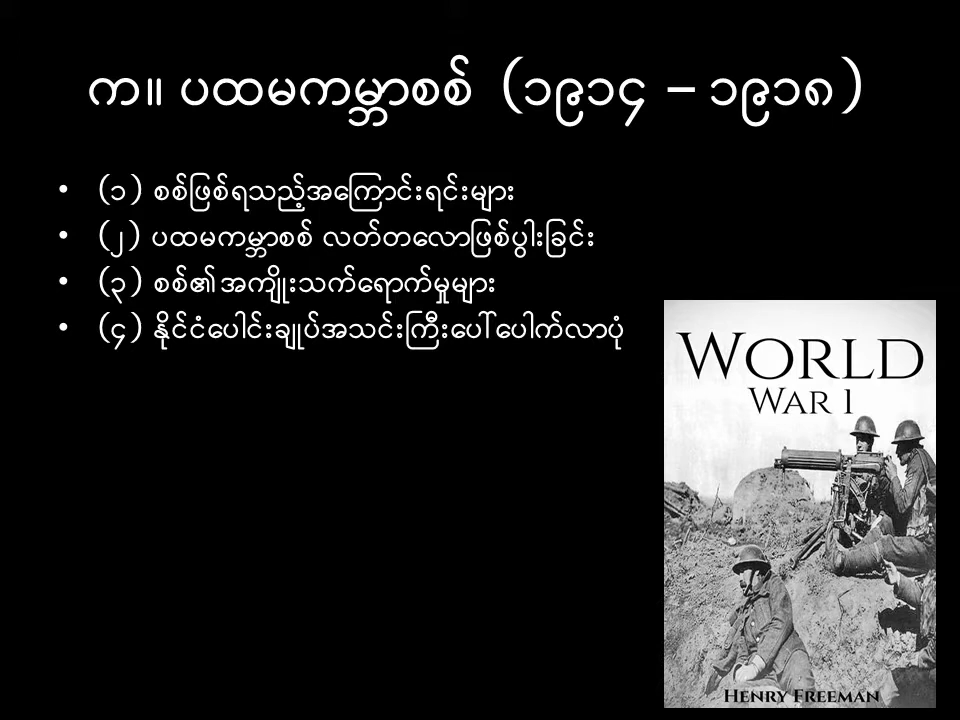 က။ ပထမကမ္ဘာစစ် (၁၉၁၄ – ၁၉၁၈)
• (၁) စစ်ဖြစ်ရသည့်အကြောင်းရင်းများ
• (၂) ပထမကမ္ဘာစစ် လတ်တလောဖြစ်ပွါးခြင်း
• (၃) စစ်၏အကျိုးသက်ရောက်မှုများ
• (၄) နိုင်ငံပေါင်းချုပ်အသင်းကြီးပေါ်ပေါက်လာပုံ
WORLD
WAR 1
HENRY FREEMAN